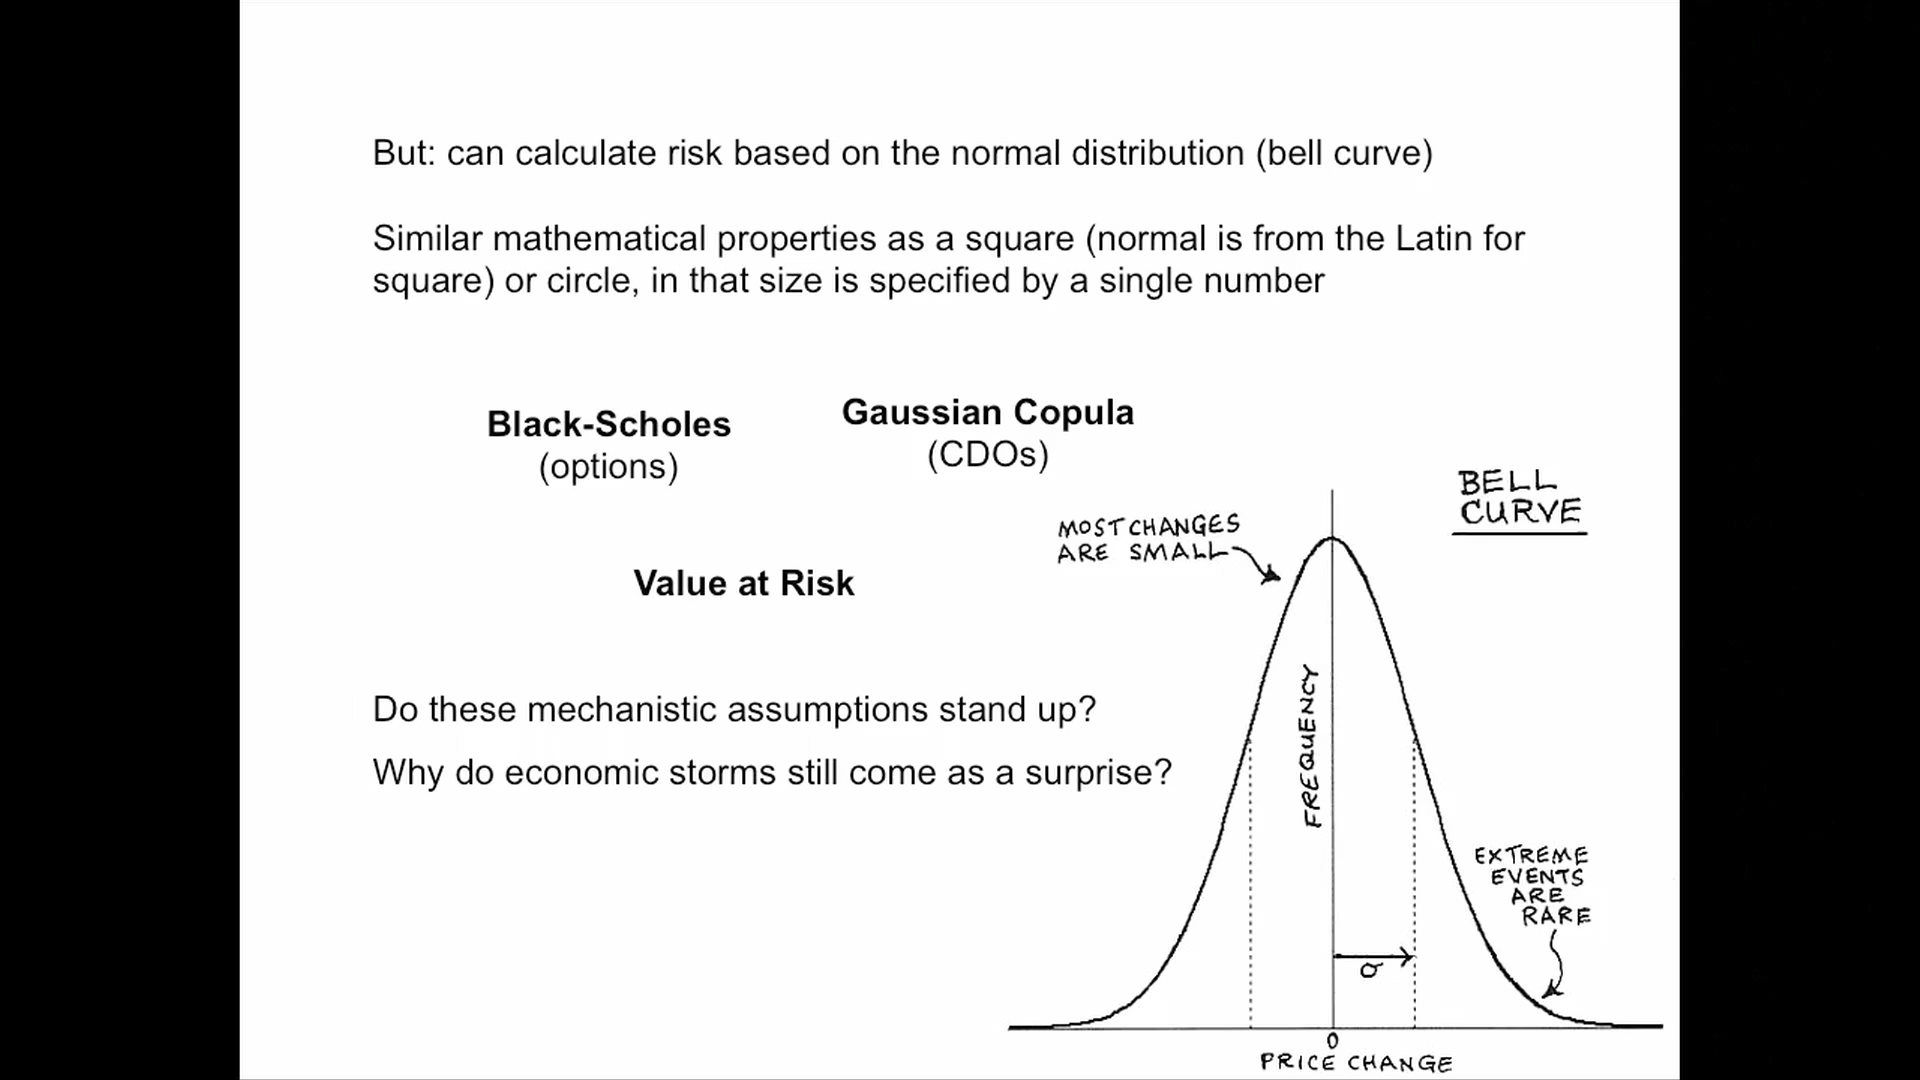 But: can calculate risk based on the normal distribution (bell curve)
Similar mathematical properties as a square (normal is from the Latin for
square) or circle, in that size is specified by a single number
Black-Scholes
(options)
Gaussian Copula
(CDOs)
Value at Risk
Do these mechanistic assumptions stand up?
Why do economic storms still come as a surprise?
BELL
CURVE
MOST CHANGES
ARE SMALL
FREQUENCY
EXTREME
EVENTS
ARE
RARE
σ
0
PRICE CHANGE